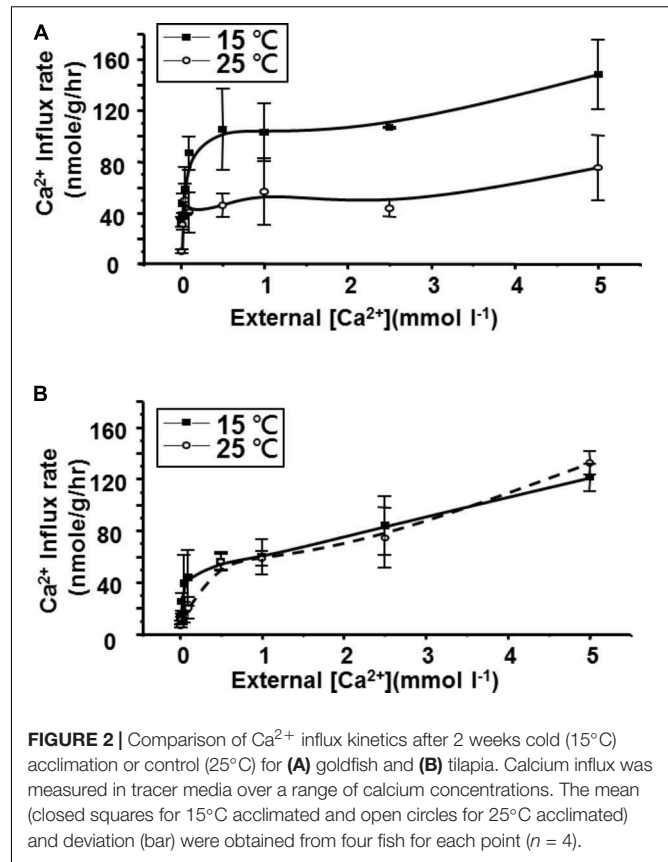 A
15 °C
25 °C
Ca2+ Influx rate
(nmole/g/hr)
160
120
80
40
0
0 1 2 3 4 5
External [Ca2+](mmol l-1)
B
15 °C
25 °C
Ca2+ Influx rate
(nmole/g/hr)
160
120
80
40
0
0 1 2 3 4 5
External [Ca2+](mmol l-1)
FIGURE 2 | Comparison of Ca2+ influx kinetics after 2 weeks cold (15°C)
acclimation or control (25°C) for (A) goldfish and (B) tilapia. Calcium influx was
measured in tracer media over a range of calcium concentrations. The mean
(closed squares for 15°C acclimated and open circles for 25°C acclimated)
and deviation (bar) were obtained from four fish for each point (n = 4).